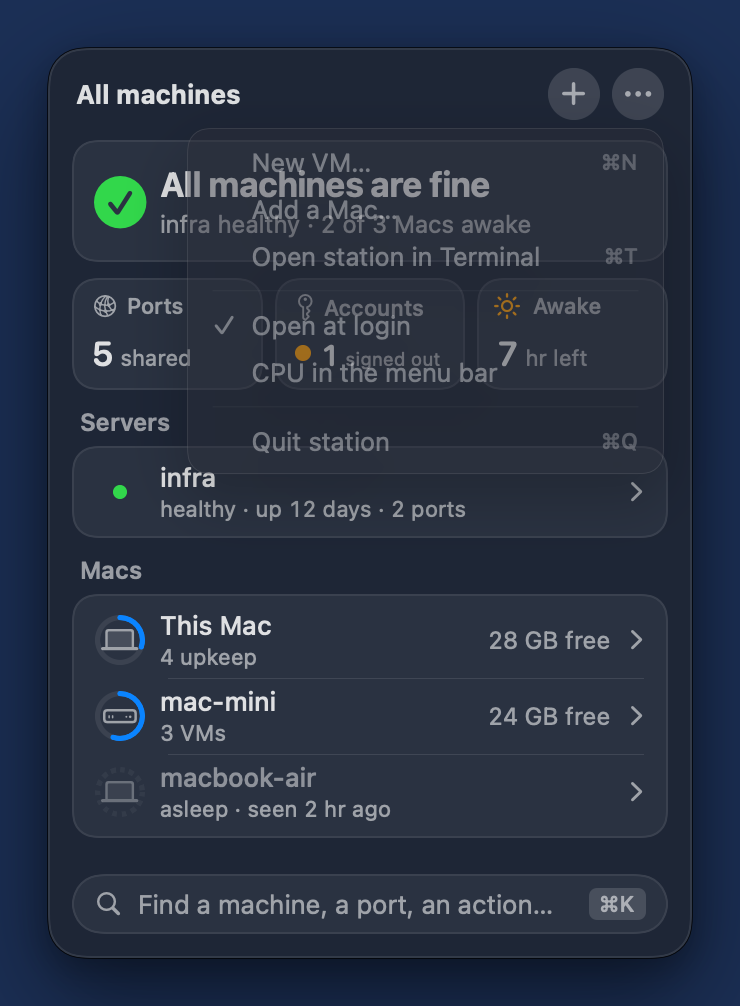 All machines
New VM...
⌘N
All machines are fine
Add a Mac...
infra healthy · 2 of 3 Macs awake
Open station in Terminal
⌘T
Ports
Accounts
Awake
Open at login
5 shared
1 signed out
7 hr left
CPU in the menu bar
Servers
Quit station
⌘Q
infra
healthy · up 12 days · 2 ports
Macs
This Mac
4 upkeep
28 GB free
mac-mini
3 VMs
24 GB free
macbook-air
asleep · seen 2 hr ago
Find a machine, a port, an action...
⌘K